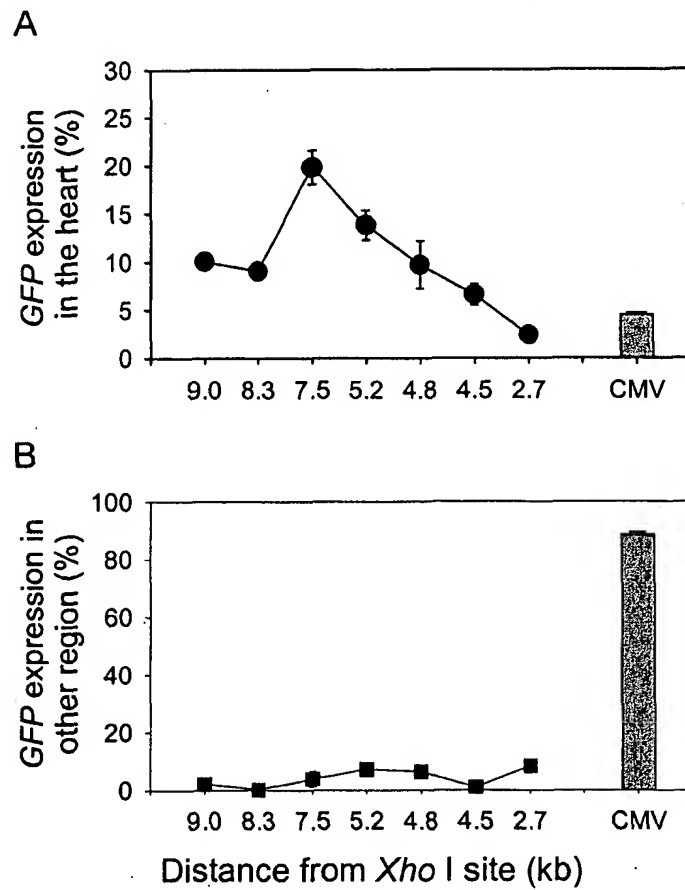 A
GFP expression
in the heart (%)
30
25
20
15
10
5
0
9.0 8.3 7.5 5.2 4.8 4.5 2.7 CMV
B
GFP expression in
other region (%)
100
80
60
40
20
0
9.0 8.3 7.5 5.2 4.8 4.5 2.7 CMV
Distance from Xho I site (kb)